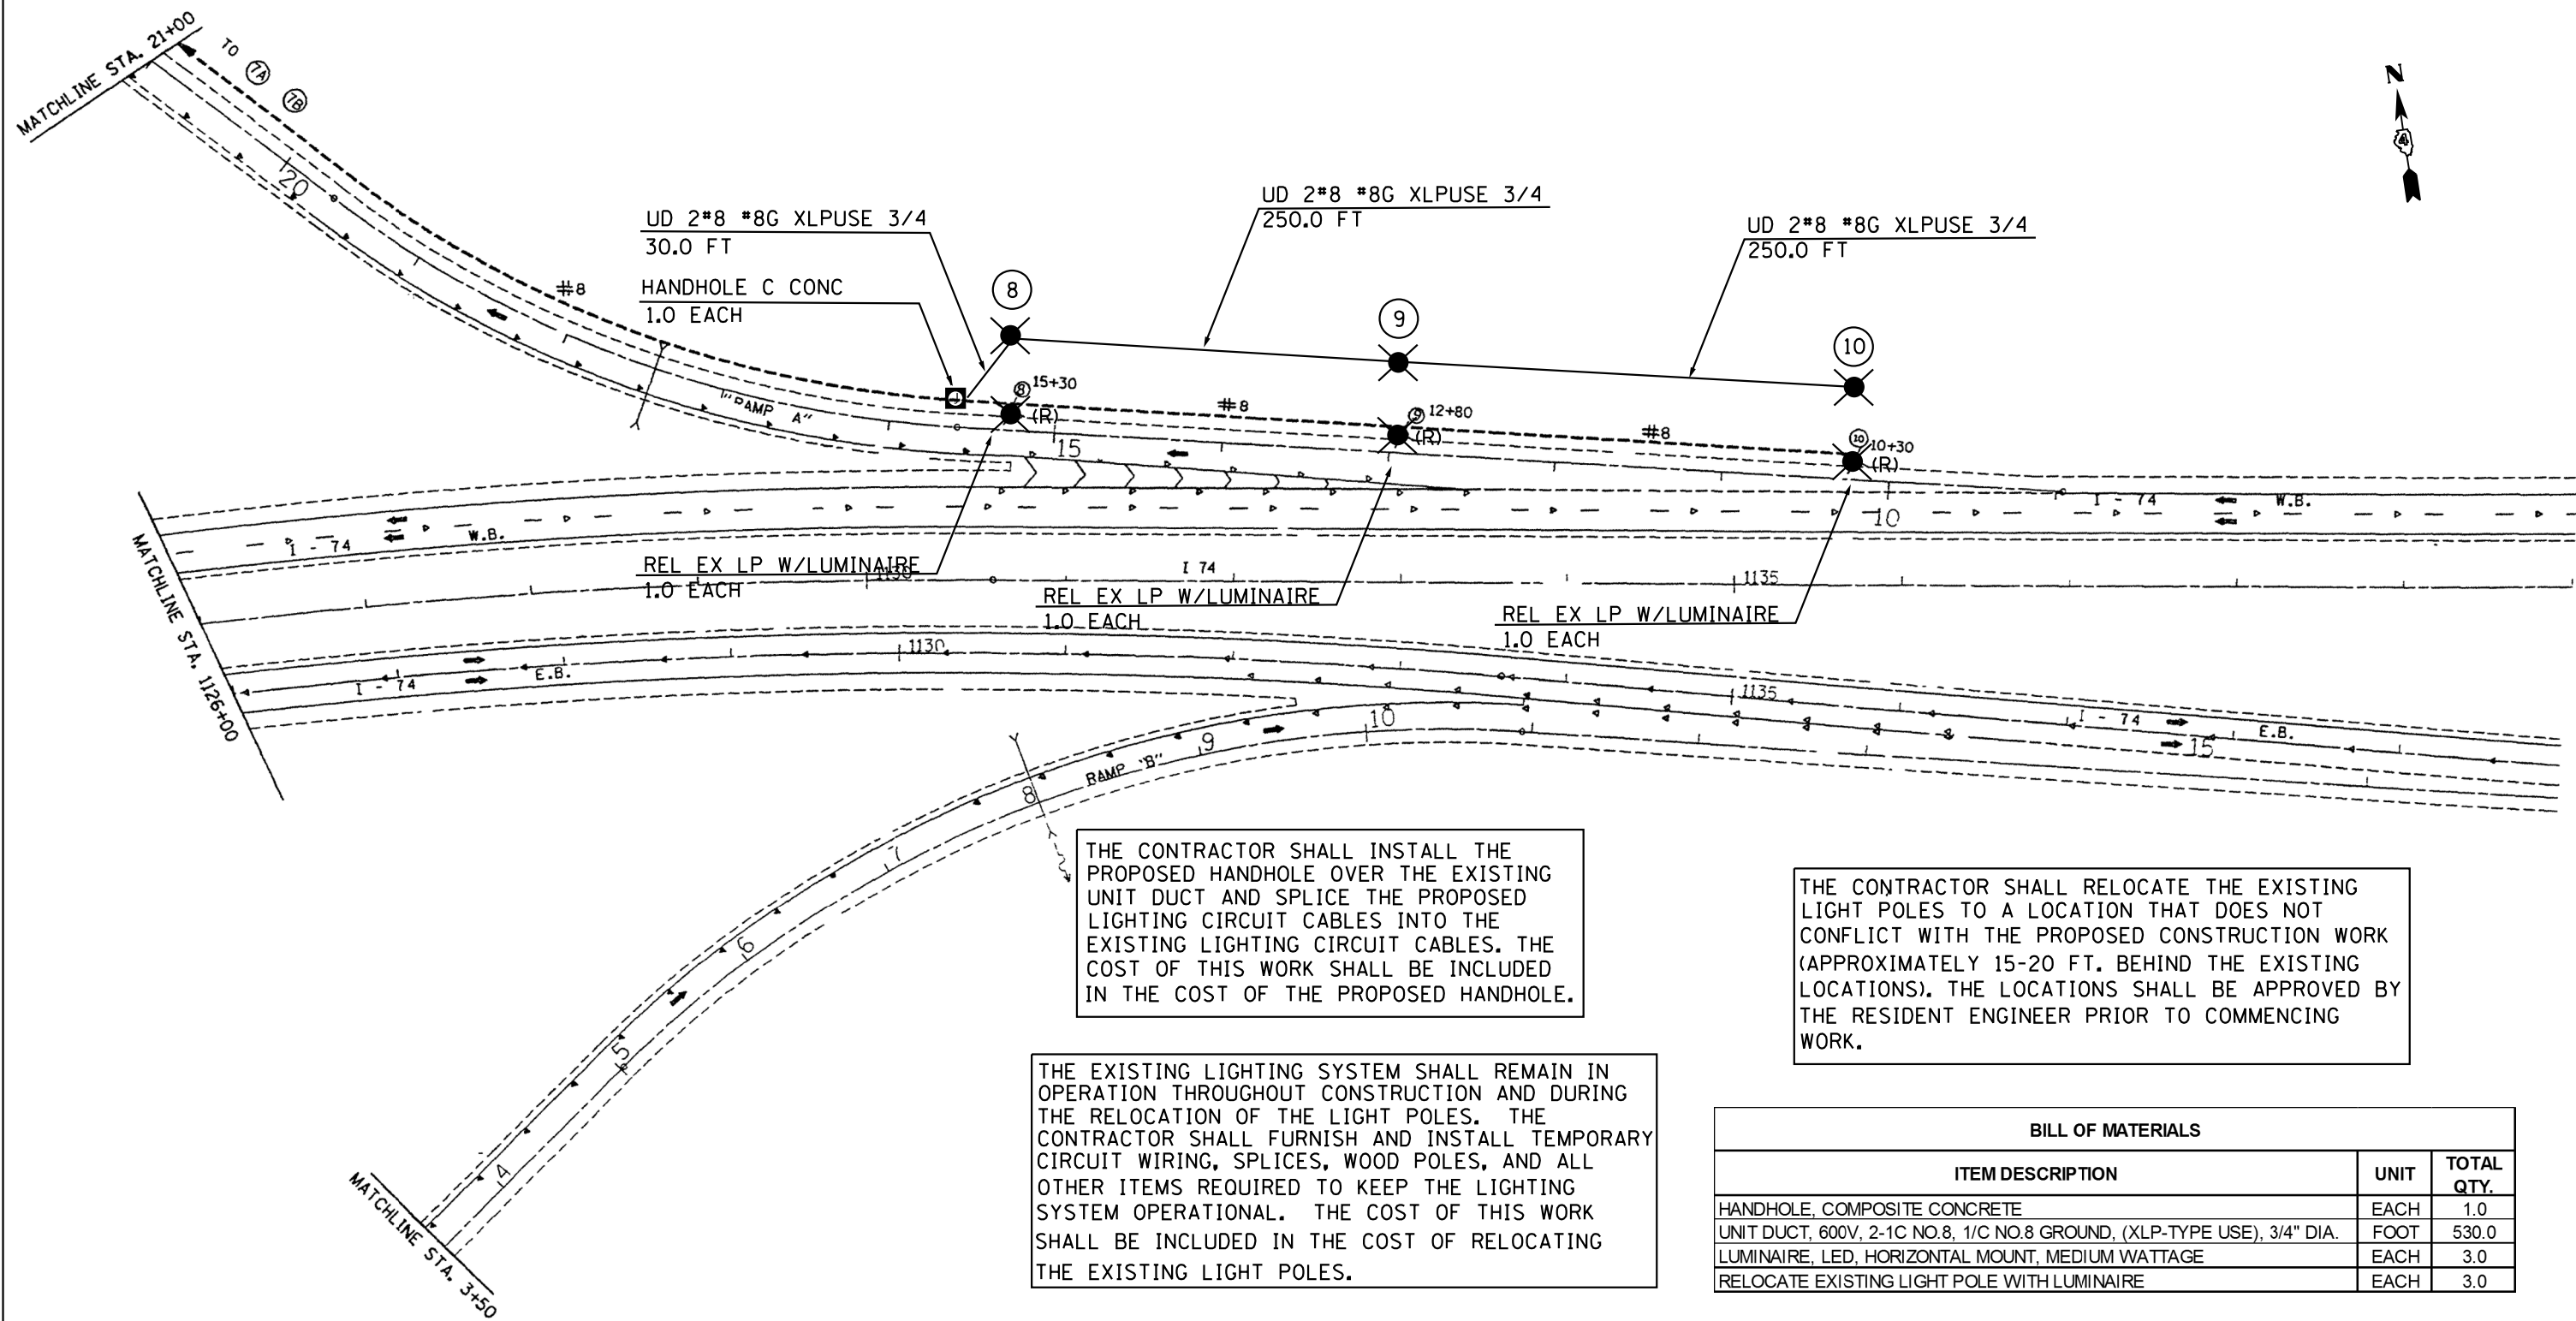 MATCHLINE STA. 21+00
TO 7A 7B
N
4
20
#8
UD 2#8 #8G XLPUSE 3/4
30.0 FT
HANDHOLE C CONC
1.0 EACH
UD 2#8 #8G XLPUSE 3/4
250.0 FT
UD 2#8 #8G XLPUSE 3/4
250.0 FT
8
9
10
8 15+30
(R)
#8
9 12+80
(R)
#8
10 10+30
(R)
"RAMP A"
15
10
I - 74
W.B.
I - 74
W.B.
MATCHLINE STA. 1126+00
REL EX LP W/LUMINAIRE
1.0 EACH
1130
I 74
1135
REL EX LP W/LUMINAIRE
1.0 EACH
REL EX LP W/LUMINAIRE
1.0 EACH
I - 74
E.B.
1130
1135
I - 74
E.B.
15
10
9
RAMP "B"
8
7
6
5
4
MATCHLINE STA. 3+50
THE CONTRACTOR SHALL INSTALL THE
PROPOSED HANDHOLE OVER THE EXISTING
UNIT DUCT AND SPLICE THE PROPOSED
LIGHTING CIRCUIT CABLES INTO THE
EXISTING LIGHTING CIRCUIT CABLES. THE
COST OF THIS WORK SHALL BE INCLUDED
IN THE COST OF THE PROPOSED HANDHOLE.
THE CONTRACTOR SHALL RELOCATE THE EXISTING
LIGHT POLES TO A LOCATION THAT DOES NOT
CONFLICT WITH THE PROPOSED CONSTRUCTION WORK
(APPROXIMATELY 15-20 FT. BEHIND THE EXISTING
LOCATIONS). THE LOCATIONS SHALL BE APPROVED BY
THE RESIDENT ENGINEER PRIOR TO COMMENCING
WORK.
THE EXISTING LIGHTING SYSTEM SHALL REMAIN IN
OPERATION THROUGHOUT CONSTRUCTION AND DURING
THE RELOCATION OF THE LIGHT POLES. THE
CONTRACTOR SHALL FURNISH AND INSTALL TEMPORARY
CIRCUIT WIRING, SPLICES, WOOD POLES, AND ALL
OTHER ITEMS REQUIRED TO KEEP THE LIGHTING
SYSTEM OPERATIONAL. THE COST OF THIS WORK
SHALL BE INCLUDED IN THE COST OF RELOCATING
THE EXISTING LIGHT POLES.
BILL OF MATERIALS
ITEM DESCRIPTION UNIT TOTAL QTY.
HANDHOLE, COMPOSITE CONCRETE EACH 1.0
UNIT DUCT, 600V, 2-1C NO.8, 1/C NO.8 GROUND, (XLP-TYPE USE), 3/4" DIA. FOOT 530.0
LUMINAIRE, LED, HORIZONTAL MOUNT, MEDIUM WATTAGE EACH 3.0
RELOCATE EXISTING LIGHT POLE WITH LUMINAIRE EACH 3.0